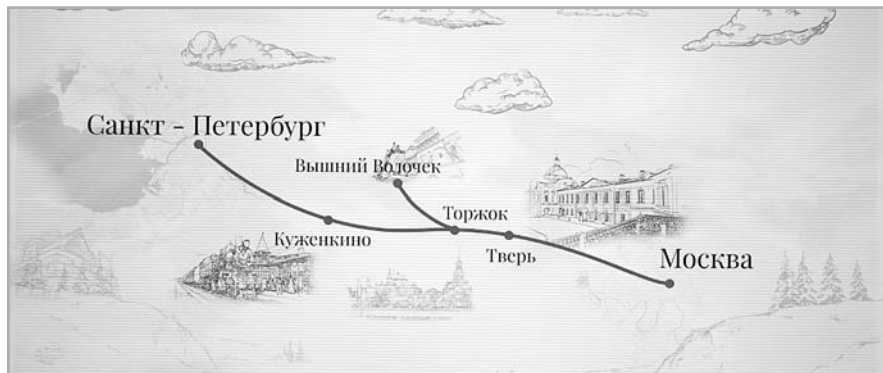 Санкт - Петербург
Вышний Волочек
Торжок
Куженкино
Тверь
Москва